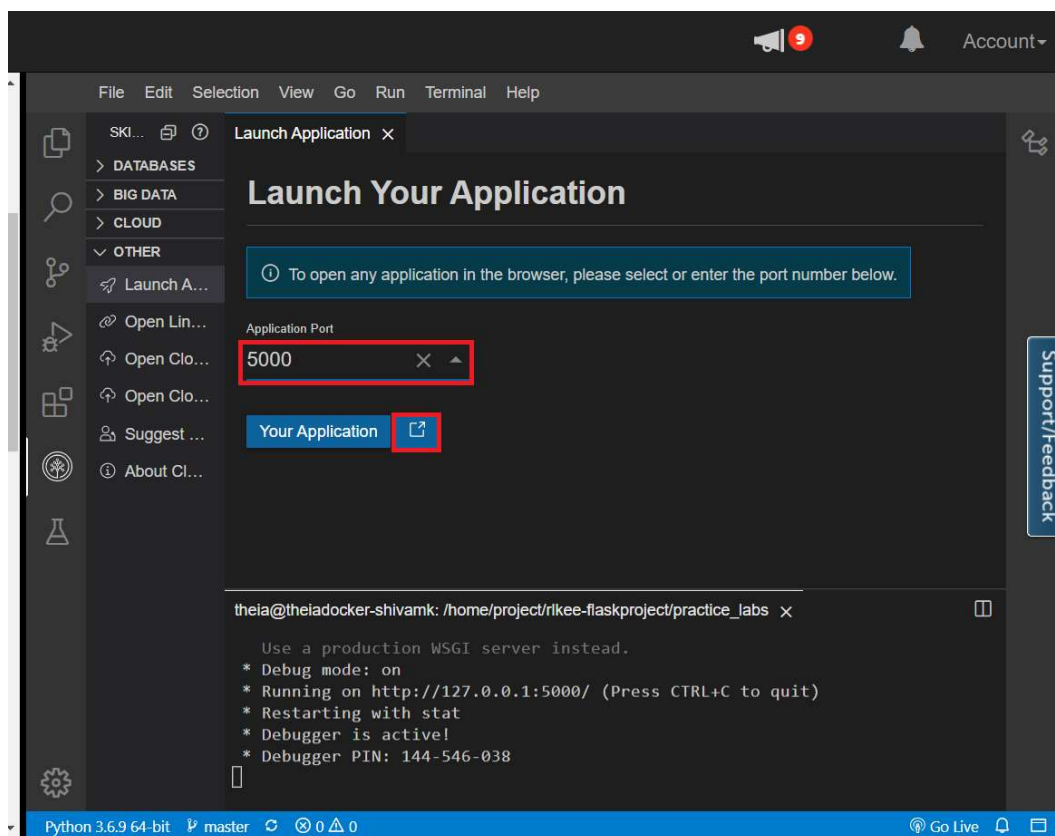 9
Account
File Edit Selection View Go Run Terminal Help
SKI...
Launch Application
DATABASES
BIG DATA
CLOUD
OTHER
Launch A...
Open Lin...
Open Clo...
Open Clo...
Suggest ...
About Cl...
Launch Your Application
To open any application in the browser, please select or enter the port number below.
Application Port
5000
Your Application
Support/Feedback
theia@theiadocker-shivamk: /home/project/rlkee-flaskproject/practice_labs
Use a production WSGI server instead.
* Debug mode: on
* Running on http://127.0.0.1:5000/ (Press CTRL+C to quit)
* Restarting with stat
* Debugger is active!
* Debugger PIN: 144-546-038
Python 3.6.9 64-bit master 0 0 Go Live